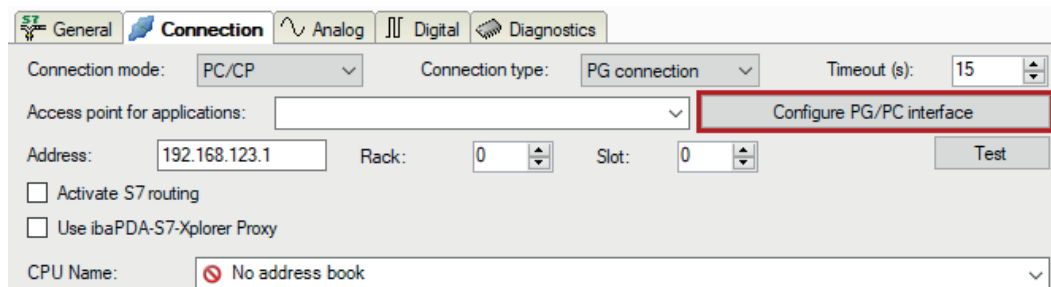 S7 General Connection Analog Digital Diagnostics
Connection mode: PC/CP Connection type: PG connection Timeout (s): 15
Access point for applications: Configure PG/PC interface
Address: 192.168.123.1 Rack: 0 Slot: 0 Test
Activate S7 routing
Use ibaPDA-S7-Xplorer Proxy
CPU Name: No address book